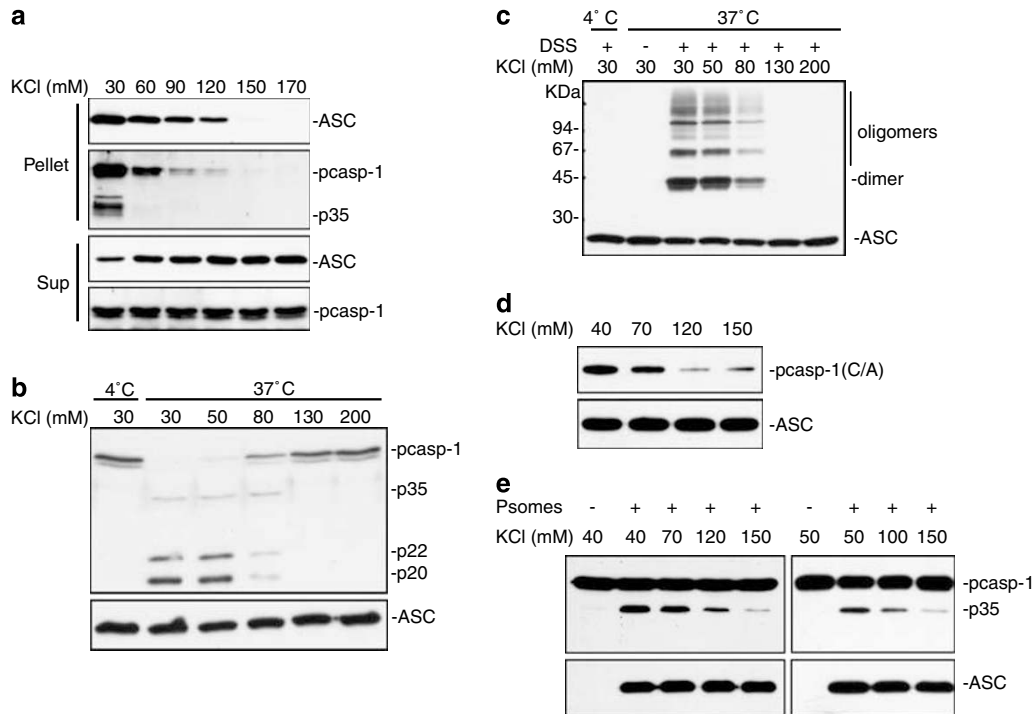 a
KCl (mM) 30 60 90 120 150 170
Pellet
-ASC
-pcasp-1
-p35
Sup
-ASC
-pcasp-1
b
4˚C 37˚C
KCl (mM) 30 30 50 80 130 200
-pcasp-1
-p35
-p22
-p20
-ASC
c
4˚ C 37˚C
DSS + - + + + + +
KCl (mM) 30 30 30 50 80 130 200
KDa
94-
67-
45-
30-
oligomers
-dimer
-ASC
d
KCl (mM) 40 70 120 150
-pcasp-1(C/A)
-ASC
e
Psomes - + + + + - + + +
KCl (mM) 40 40 70 120 150 50 50 100 150
-pcasp-1
-p35
-ASC